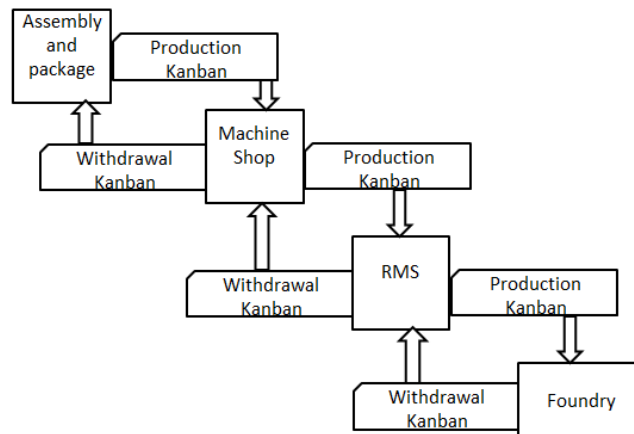 Assembly
and
package
Production
Kanban
Machine
Shop
Withdrawal
Kanban
Production
Kanban
RMS
Withdrawal
Kanban
Production
Kanban
Foundry
Withdrawal
Kanban